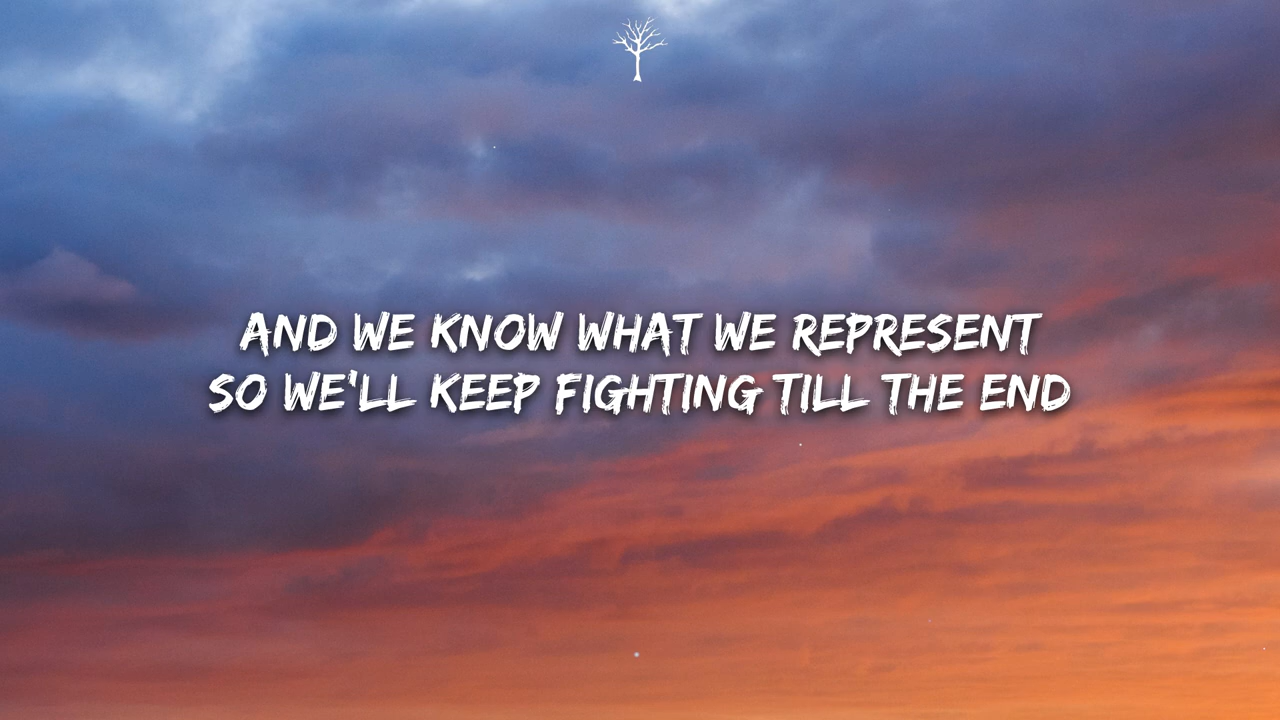 AND WE KNOW WHAT WE REPRESENT
SO WE'LL KEEP FIGHTING TILL THE END